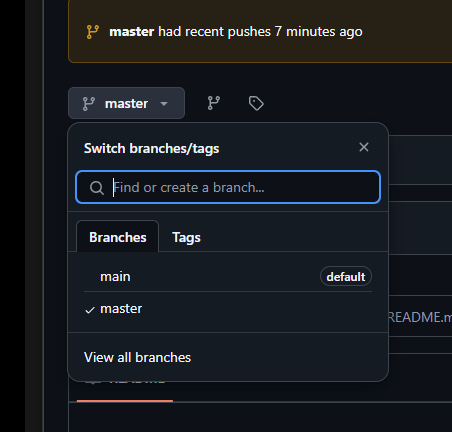 master had recent pushes 7 minutes ago
master
Switch branches/tags
Find or create a branch...
Branches Tags
main default
master
README.m
View all branches
README